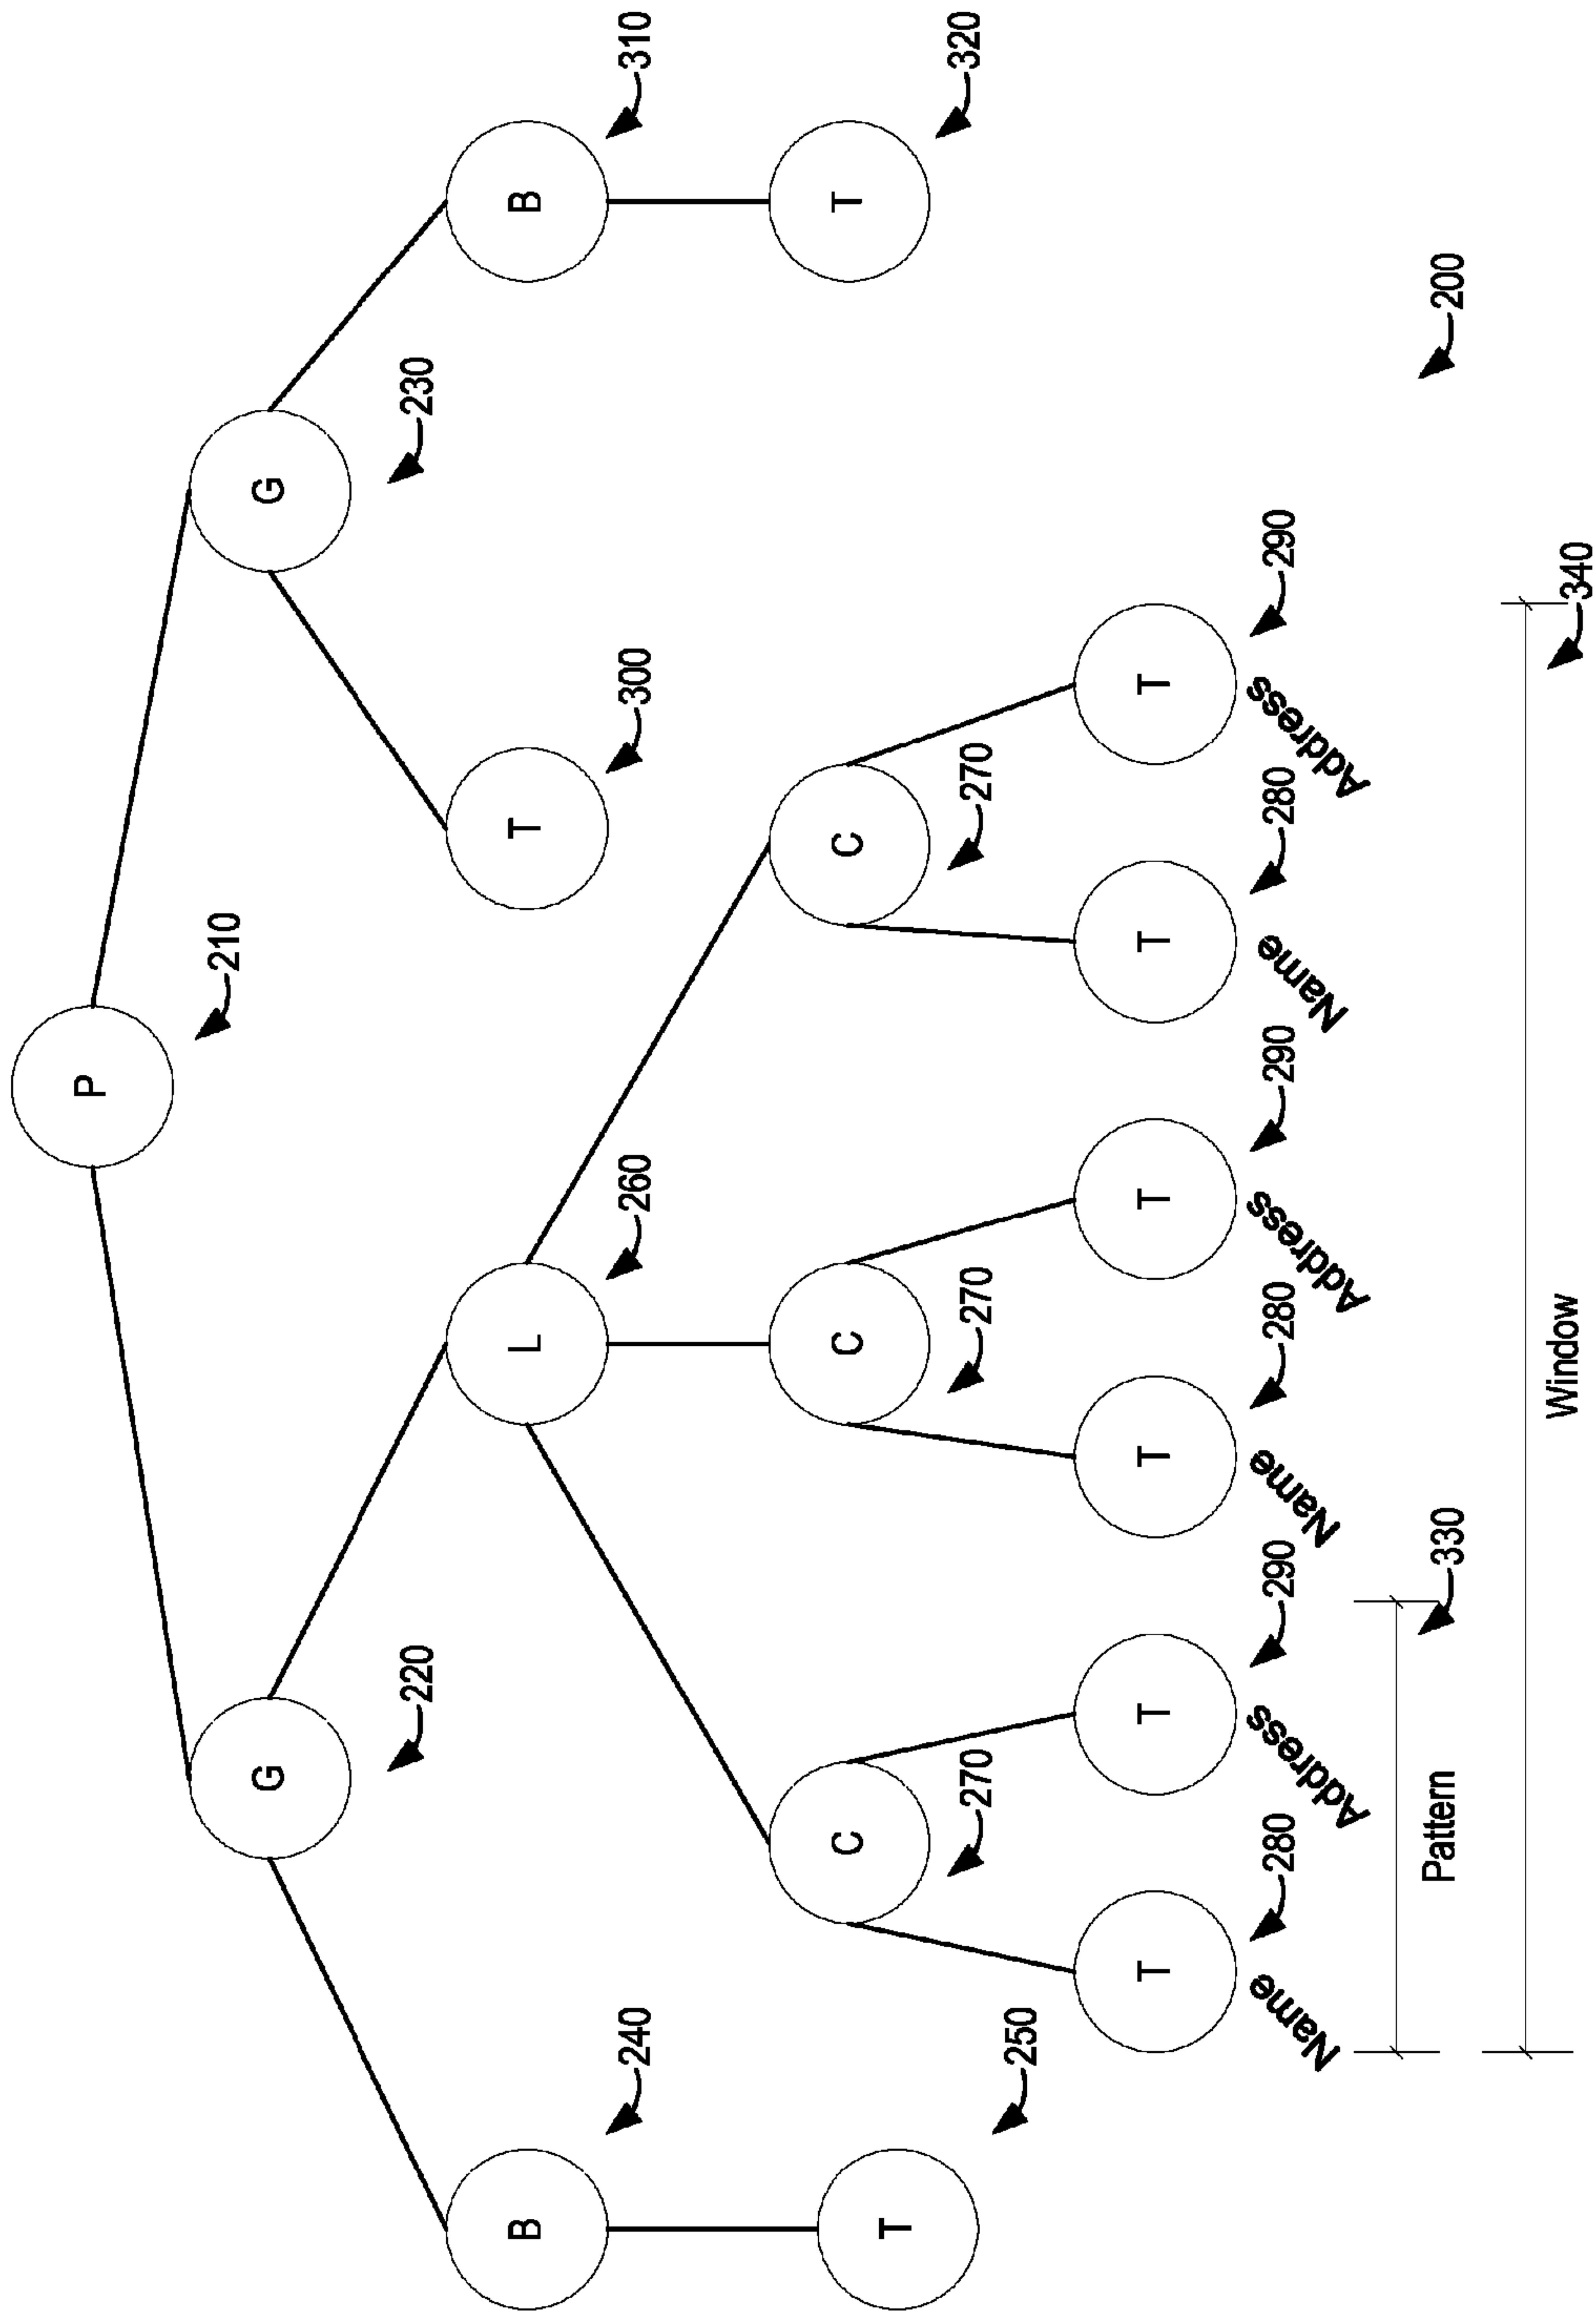 P
210
G
G
220
230
B
L
T
B
240
260
300
310
C
C
C
T
T
270
270
270
320
250
T
T
T
T
T
T
280
290
280
290
280
290
Name
Address
Name
Address
Name
Address
Pattern
330
200
Window
340